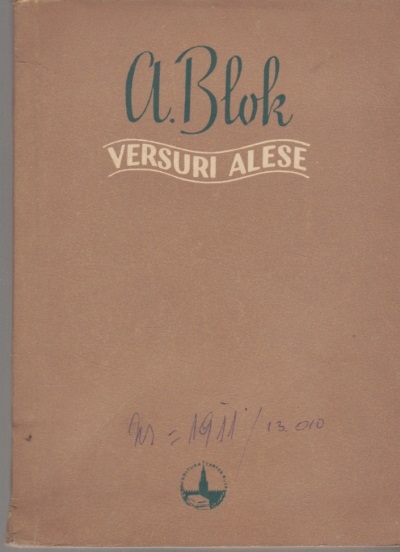 A. Blok
VERSURI ALESE
= 1911 / 13.010